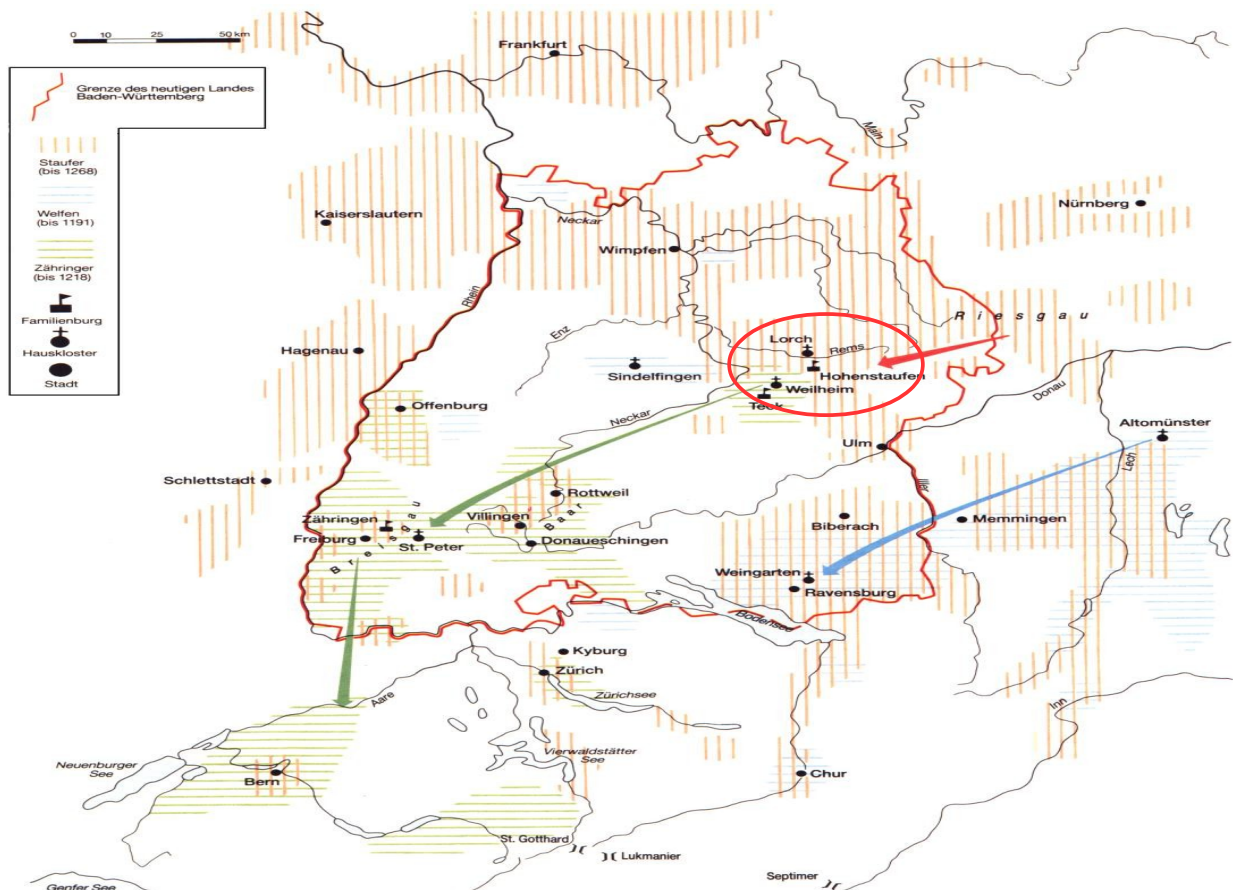 0 10 25 50 km
Grenze des heutigen Landes
Baden-Württemberg
Staufer
(bis 1268)
Welfen
(bis 1191)
Zähringer
(bis 1218)
Familienburg
Hauskloster
Stadt
Frankfurt
Main
Kaiserslautern
Neckar
Nürnberg
Wimpfen
Rhein
Riesgau
Enz
Lorch
Rems
Hagenau
Sindelfingen
Hohenstaufen
Weilheim
Teck
Donau
Offenburg
Neckar
Altomünster
Ulm
Lech
Schlettstadt
Iller
Rottweil
Zähringen
Villingen
Baar
Biberach
Memmingen
Freiburg
St. Peter
Donaueschingen
Breisgau
Weingarten
Ravensburg
Bodensee
Kyburg
Zürich
Zürichsee
Aare
Inn
Neuenburger
See
Vierwaldstätter
See
Bern
Chur
St. Gotthard
Lukmanier
Septimer
Genfer See